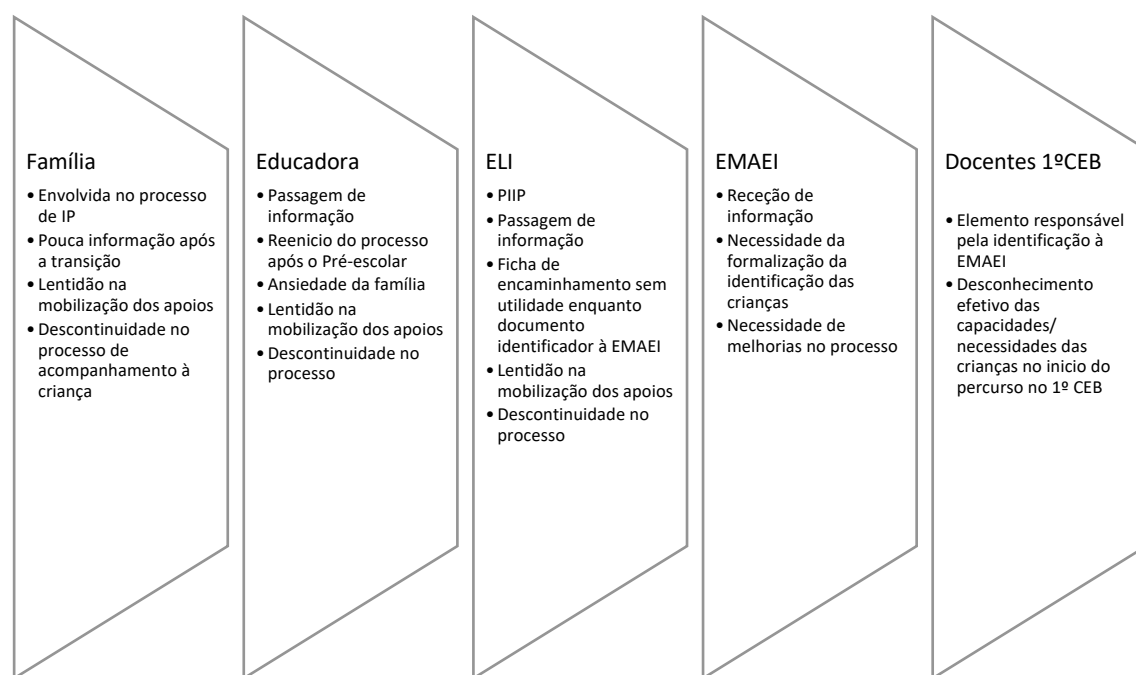 Família
• Envolvida no processo
de IP
• Pouca informação após
a transição
• Lentidão na
mobilização dos apoios
• Descontinuidade no
processo de
acompanhamento à
criança
Educadora
• Passagem de
informação
• Reenicio do processo
após o Pré-escolar
• Ansiedade da família
• Lentidão na
mobilização dos apoios
• Descontinuidade no
processo
ELI
• PIIP
• Passagem de
informação
• Ficha de
encaminhamento sem
utilidade enquanto
documento
identificador à EMAEI
• Lentidão na
mobilização dos apoios
• Descontinuidade no
processo
EMAEI
• Receção de
informação
• Necessidade da
formalização da
identificação das
crianças
• Necessidade de
melhorias no processo
Docentes 1ºCEB
• Elemento responsável
pela identificação à
EMAEI
• Desconhecimento
efetivo das
capacidades/
necessidades das
crianças no inicio do
percurso no 1º CEB